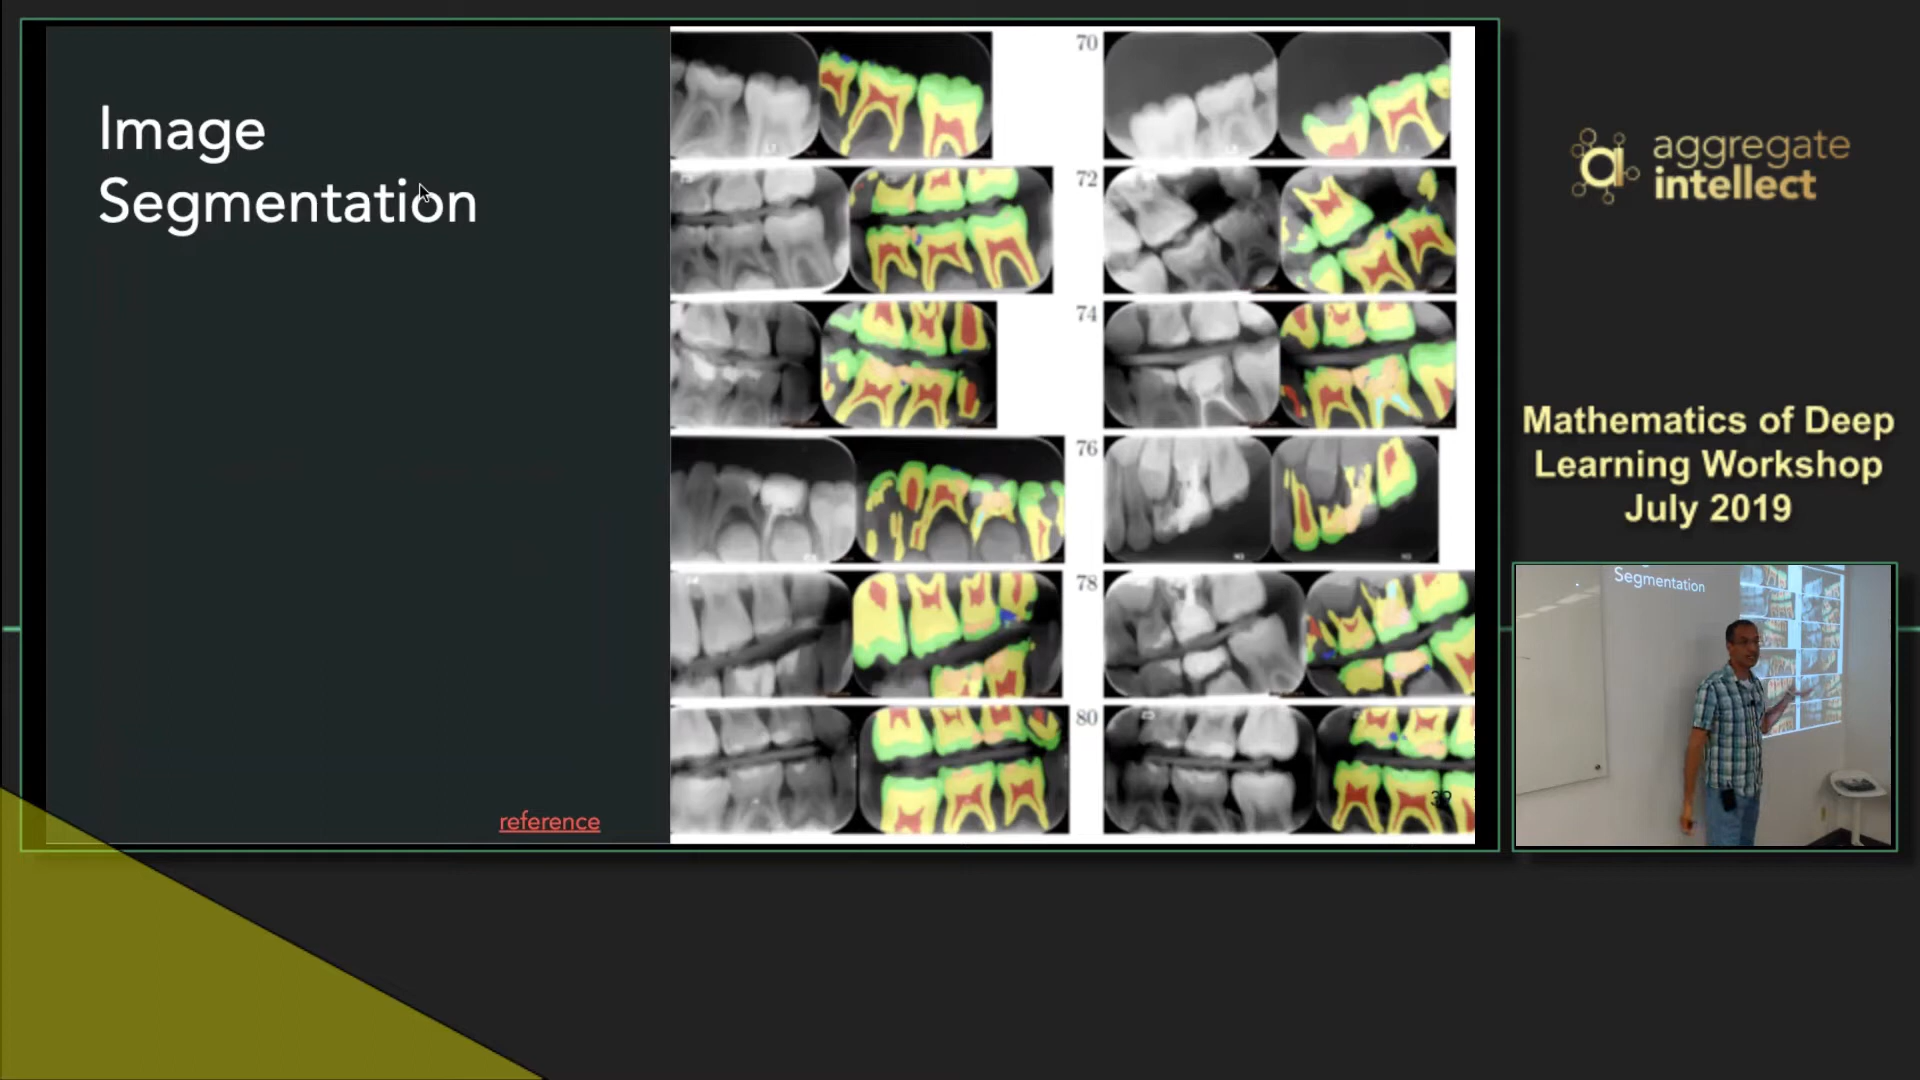 Image
Segmentation
reference
70
72
74
76
78
80
32
aggregate
intellect
Mathematics of Deep
Learning Workshop
July 2019
Segmentation